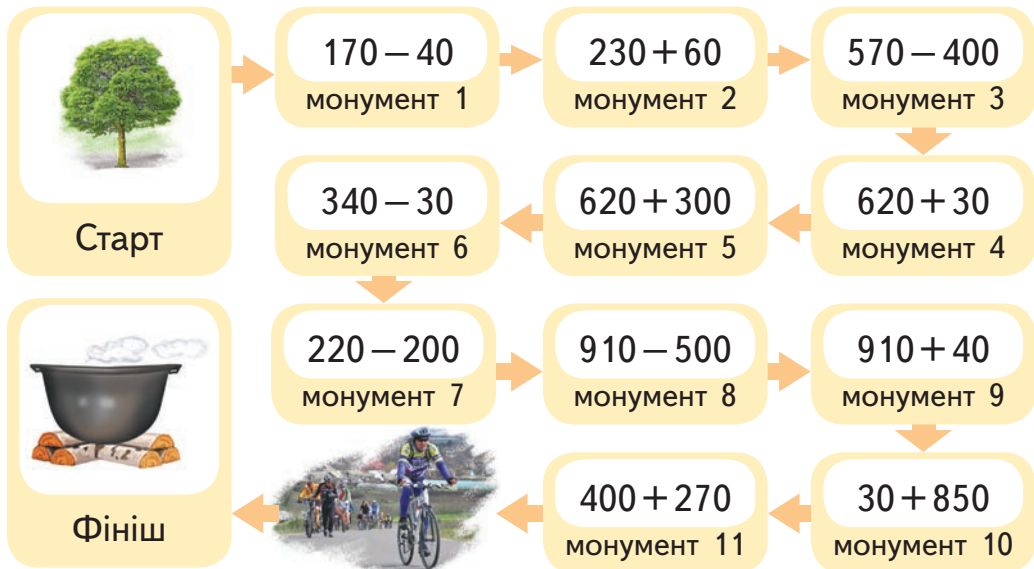 Старт
170 − 40
монумент 1
230 + 60
монумент 2
570 − 400
монумент 3
620 + 30
монумент 4
620 + 300
монумент 5
340 − 30
монумент 6
220 − 200
монумент 7
910 − 500
монумент 8
910 + 40
монумент 9
30 + 850
монумент 10
400 + 270
монумент 11
Фініш